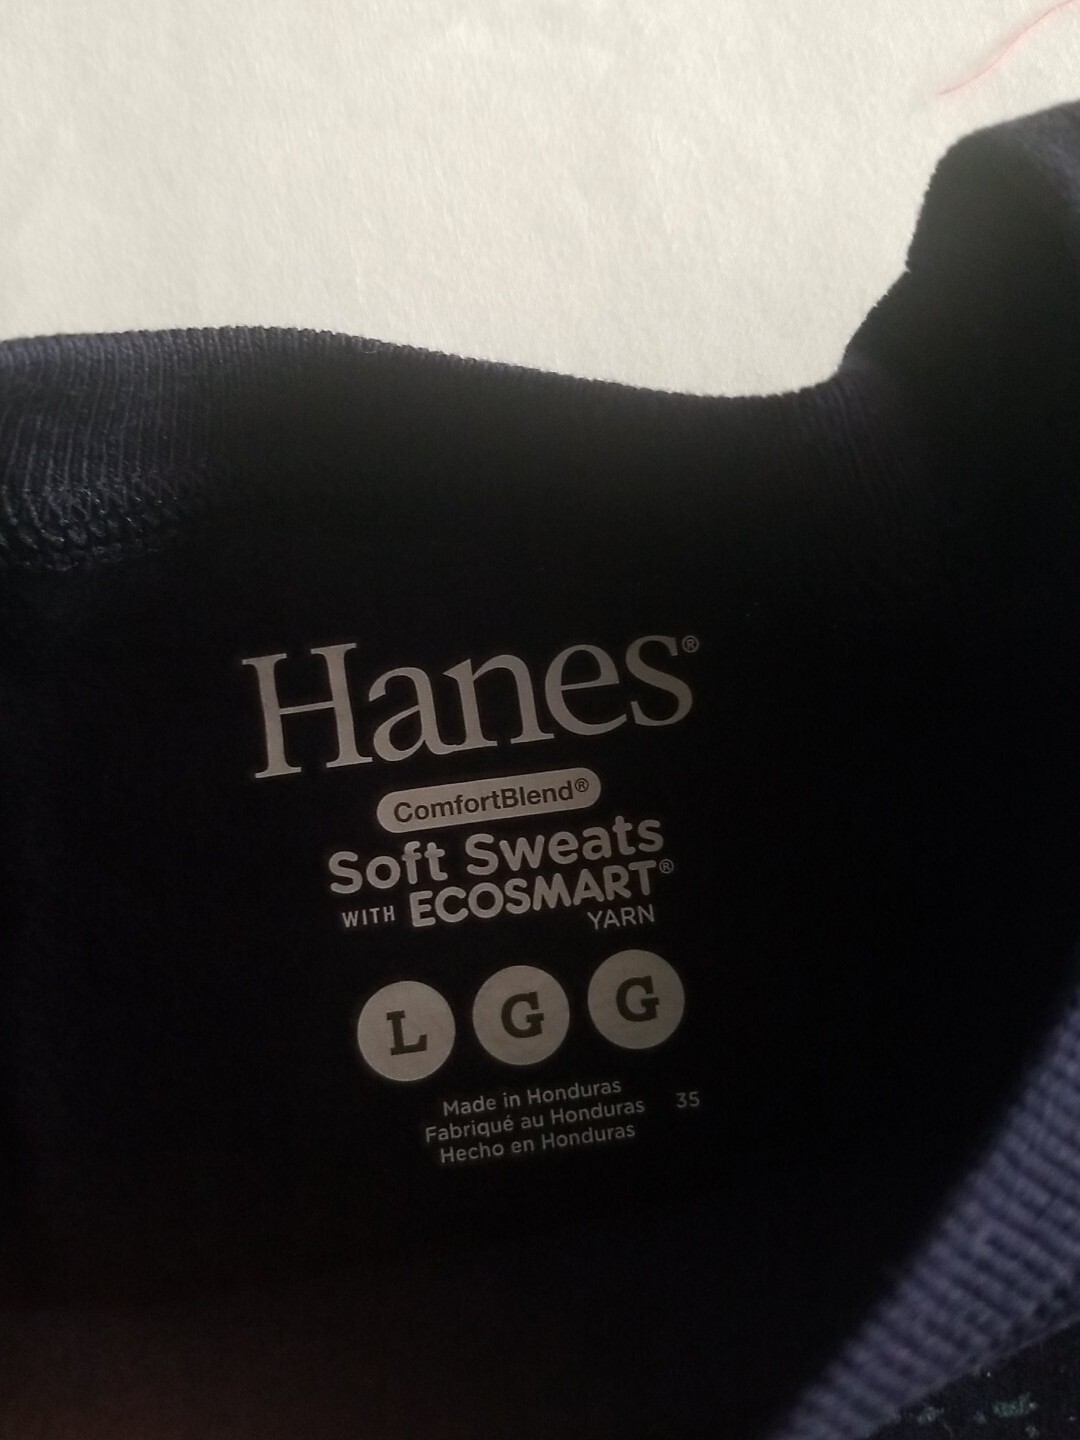 Hanes®
ComfortBlend®
Soft Sweats
WITH ECOSMART®
YARN
L G G
Made in Honduras
Fabriqué au Honduras 35
Hecho en Honduras